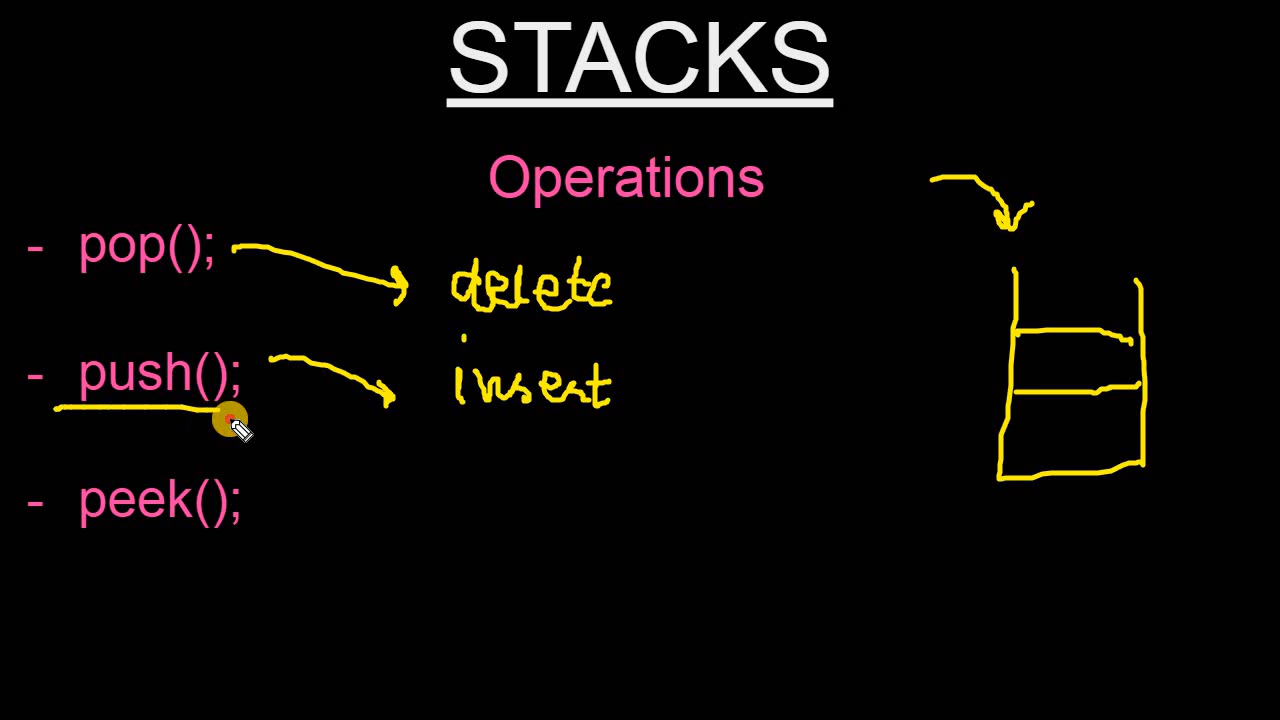 STACKS
Operations
- pop(); delete
- push(); insert
- peek();